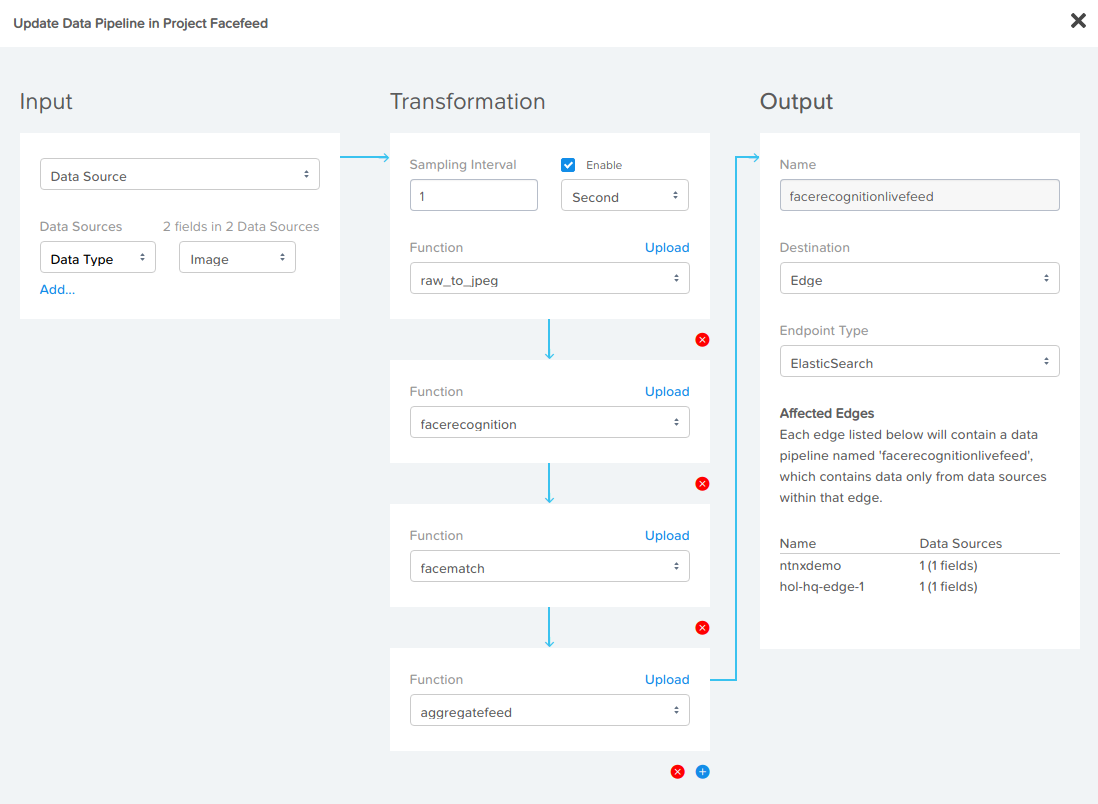 Update Data Pipeline in Project Facefeed
Input
Data Source
Data Sources 2 fields in 2 Data Sources
Data Type Image
Add...
Transformation
Sampling Interval Enable
1 Second
Function Upload
raw_to_jpeg
Function Upload
facerecognition
Function Upload
facematch
Function Upload
aggregatefeed
Output
Name
facerecognitionlivefeed
Destination
Edge
Endpoint Type
ElasticSearch
Affected Edges
Each edge listed below will contain a data
pipeline named 'facerecognitionlivefeed',
which contains data only from data sources
within that edge.
Name Data Sources
ntnxdemo 1 (1 fields)
hol-hq-edge-1 1 (1 fields)